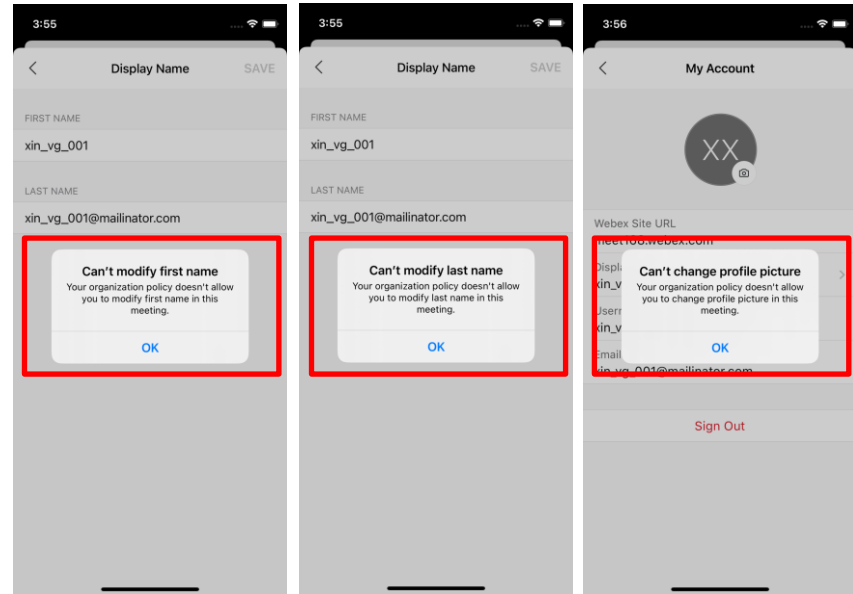 3:55
Display Name
SAVE
FIRST NAME
xin_vg_001
LAST NAME
xin_vg_001@mailinator.com
Can't modify first name
Your organization policy doesn't allow
you to modify first name in this
meeting.
OK
3:55
Display Name
SAVE
FIRST NAME
xin_vg_001
LAST NAME
xin_vg_001@mailinator.com
Can't modify last name
Your organization policy doesn't allow
you to modify last name in this
meeting.
OK
3:56
My Account
XX
Webex Site URL
Can't change profile picture
Your organization policy doesn't allow
you to change profile picture in this
meeting.
OK
Email
xin_vg_001@mailinator.com
Sign Out